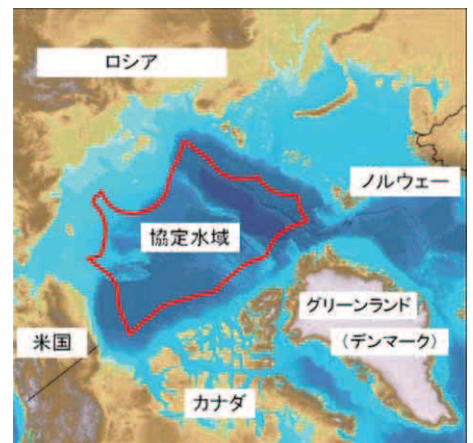 ロシア
ノルウェー
協定水域
グリーンランド
(デンマーク)
米国
カナダ